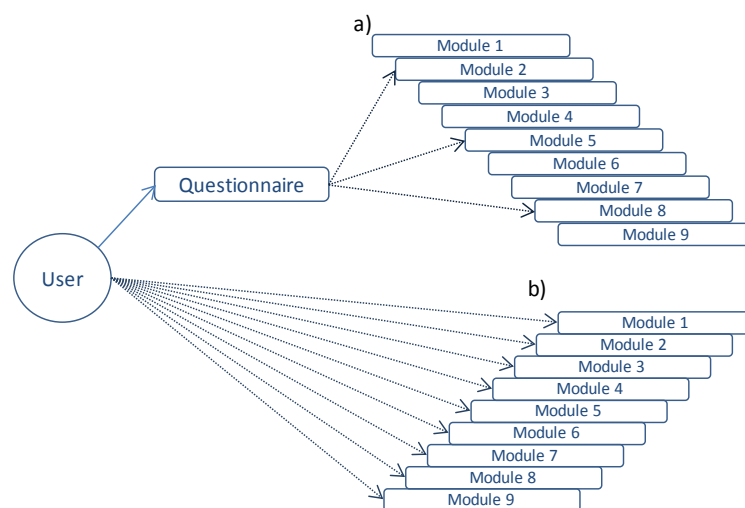 a)
Module 1
Module 2
Module 3
Module 4
Module 5
Module 6
Module 7
Module 8
Module 9
Questionnaire
User
b)
Module 1
Module 2
Module 3
Module 4
Module 5
Module 6
Module 7
Module 8
Module 9